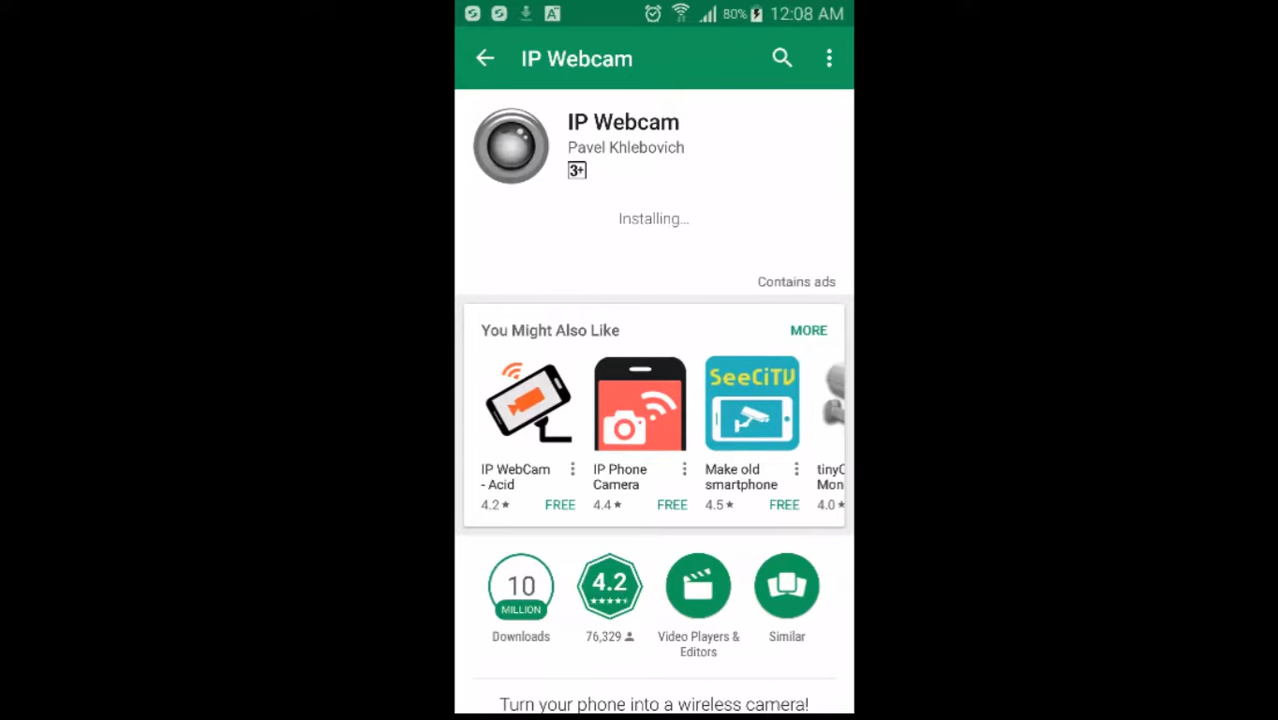 80% 12:08 AM
IP Webcam
IP Webcam
Pavel Khlebovich
3+
Installing...
Contains ads
You Might Also Like
MORE
SeeCiTV
IP WebCam
- Acid
4.2★ FREE
IP Phone
Camera
4.4★ FREE
Make old
smartphone
4.5★ FREE
tinyC
Mon
4.0★
10
MILLION
Downloads
4.2
76,329
Video Players &
Editors
Similar
Turn your phone into a wireless camera!